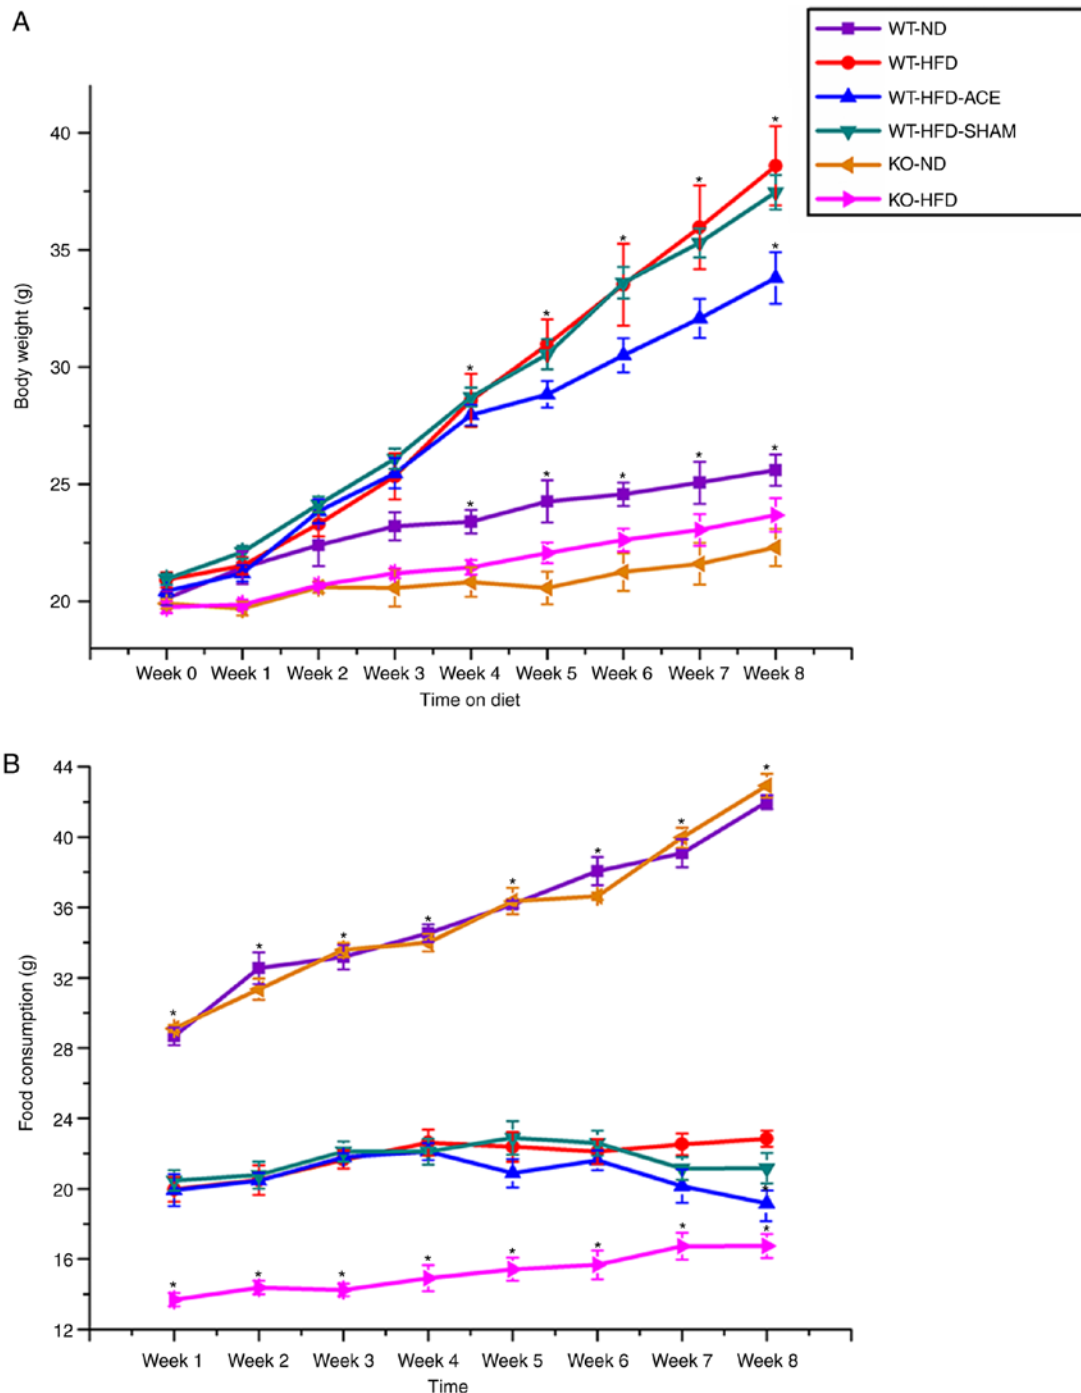 A
WT-ND
WT-HFD
WT-HFD-ACE
WT-HFD-SHAM
KO-ND
KO-HFD
40
35
30
25
20
Body weight (g)
* * * * *
* * * * *
*
Week 0 Week 1 Week 2 Week 3 Week 4 Week 5 Week 6 Week 7 Week 8
Time on diet
B
44
40
36
32
28
24
20
16
12
Food consumption (g)
* * * * * * * *
*
* * * * * * * *
Week 1 Week 2 Week 3 Week 4 Week 5 Week 6 Week 7 Week 8
Time